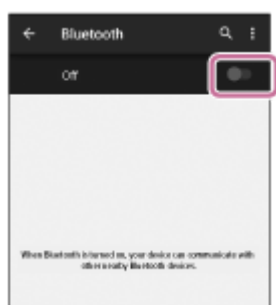 Bluetooth
Off
When Bluetooth is turned on, your device can communicate with
other nearby Bluetooth devices.